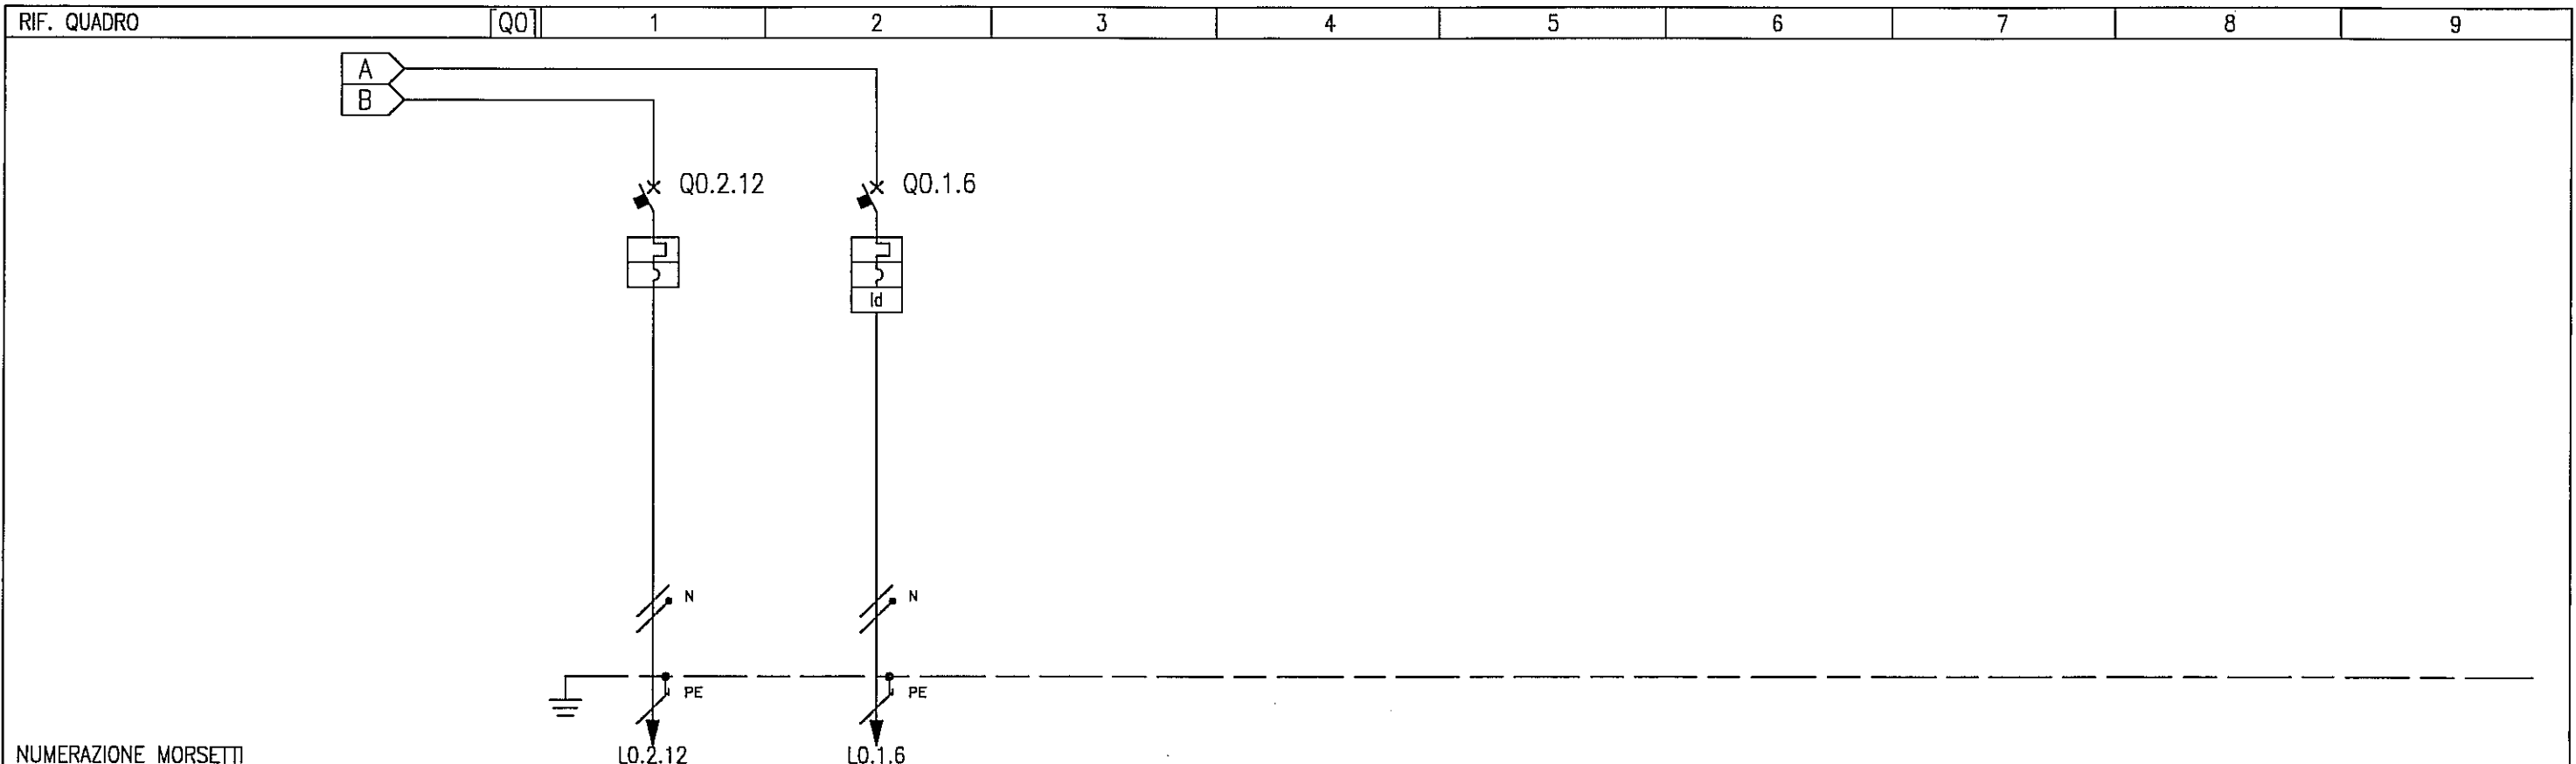 RIF. QUADRO [Q0] 1 2 3 4 5 6 7 8 9
A
B
Q0.2.12 Q0.1.6
Id
N N
PE PE
NUMERAZIONE MORSETTI L0.2.12 L0.1.6